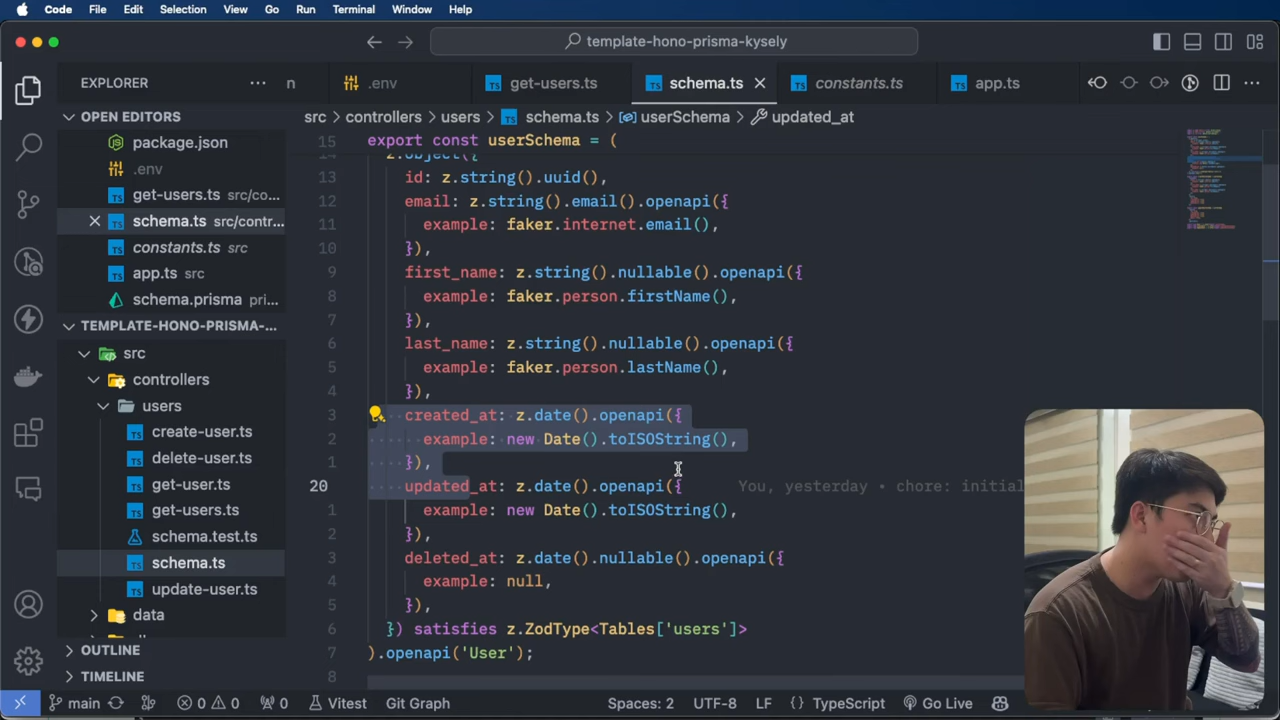 Code File Edit Selection View Go Run Terminal Window Help
template-hono-prisma-kysely
EXPLORER
n
.env
get-users.ts
schema.ts
constants.ts
app.ts
OPEN EDITORS
package.json
.env
get-users.ts src/co...
schema.ts src/contr...
constants.ts src
app.ts src
schema.prisma pri...
TEMPLATE-HONO-PRISMA-...
src
controllers
users
create-user.ts
delete-user.ts
get-user.ts
get-users.ts
schema.test.ts
schema.ts
update-user.ts
data
OUTLINE
TIMELINE
src > controllers > users > schema.ts > userSchema > updated_at
15 export const userSchema = (
14 z.object({
13 id: z.string().uuid(),
12 email: z.string().email().openapi({
11 example: faker.internet.email(),
10 }),
9 first_name: z.string().nullable().openapi({
8 example: faker.person.firstName(),
7 }),
6 last_name: z.string().nullable().openapi({
5 example: faker.person.lastName(),
4 }),
3 created_at: z.date().openapi({
2 example: new Date().toISOString(),
1 }),
20 updated_at: z.date().openapi({ You, yesterday • chore: initial
1 example: new Date().toISOString(),
2 }),
3 deleted_at: z.date().nullable().openapi({
4 example: null,
5 }),
6 }) satisfies z.ZodType<Tables['users']>
7 ).openapi('User');
8
main 0 0 0 Vitest Git Graph Spaces: 2 UTF-8 LF TypeScript Go Live